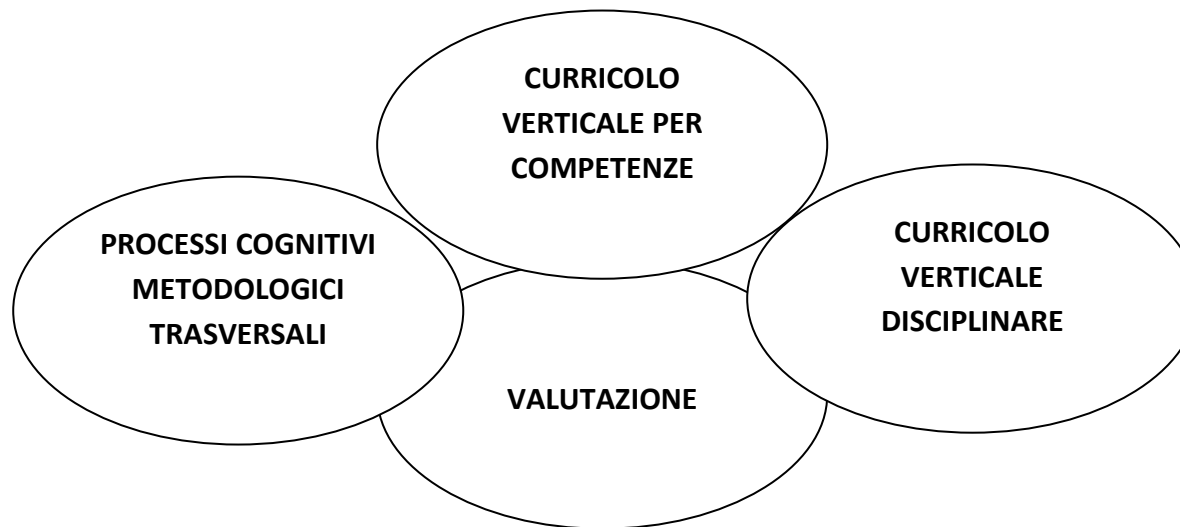 CURRICOLO
VERTICALE PER
COMPETENZE
PROCESSI COGNITIVI
METODOLOGICI
TRASVERSALI
CURRICOLO
VERTICALE
DISCIPLINARE
VALUTAZIONE